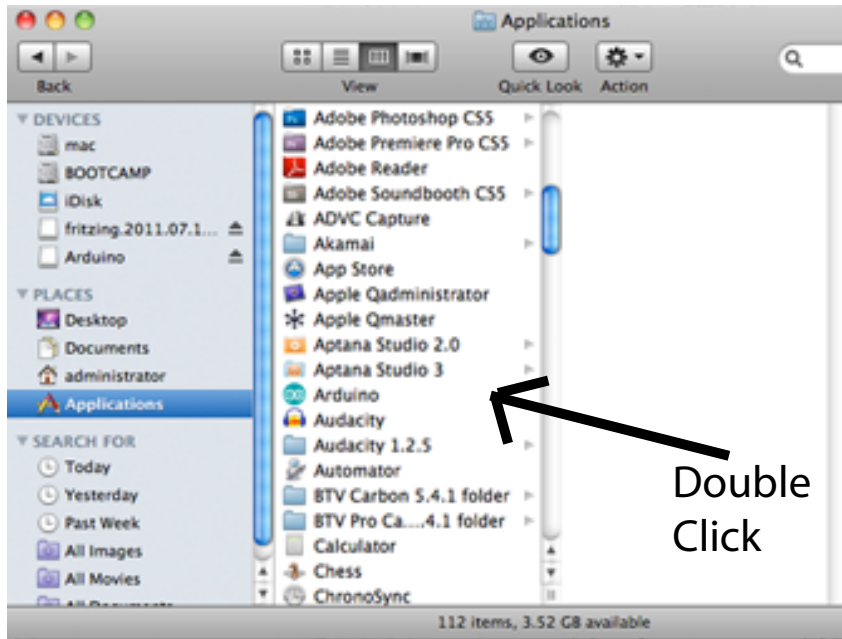 Applications
Back
View
Quick Look
Action
DEVICES
mac
BOOTCAMP
iDisk
fritzing.2011.07.1...
Arduino
PLACES
Desktop
Documents
administrator
Applications
SEARCH FOR
Today
Yesterday
Past Week
All Images
All Movies
All Documents
Adobe Photoshop CS5
Adobe Premiere Pro CS5
Adobe Reader
Adobe Soundbooth CS5
ADVC Capture
Akamai
App Store
Apple Qadministrator
Apple Qmaster
Aptana Studio 2.0
Aptana Studio 3
Arduino
Audacity
Audacity 1.2.5
Automator
BTV Carbon 5.4.1 folder
BTV Pro Ca....4.1 folder
Calculator
Chess
ChronoSync
Double
Click
112 items, 3.52 GB available